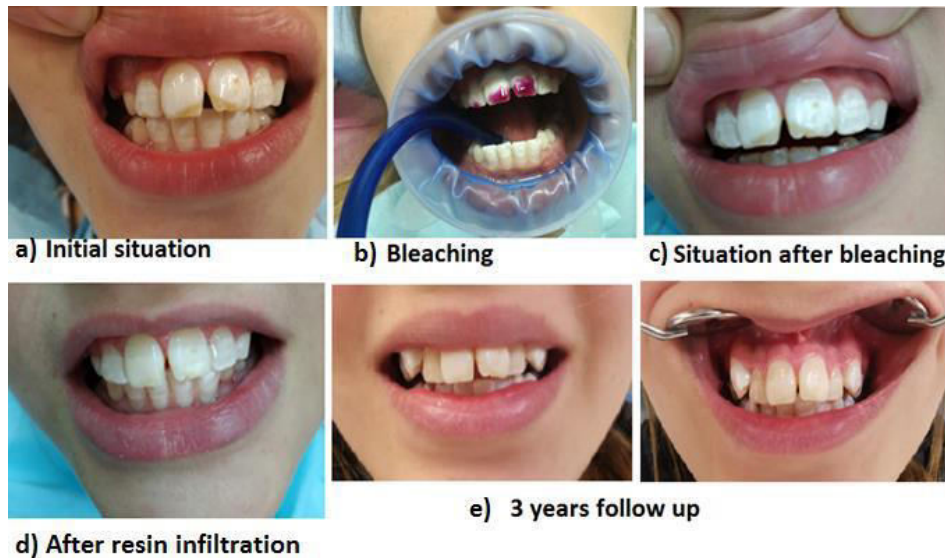 a) Initial situation
b) Bleaching
c) Situation after bleaching
d) After resin infiltration
e) 3 years follow up